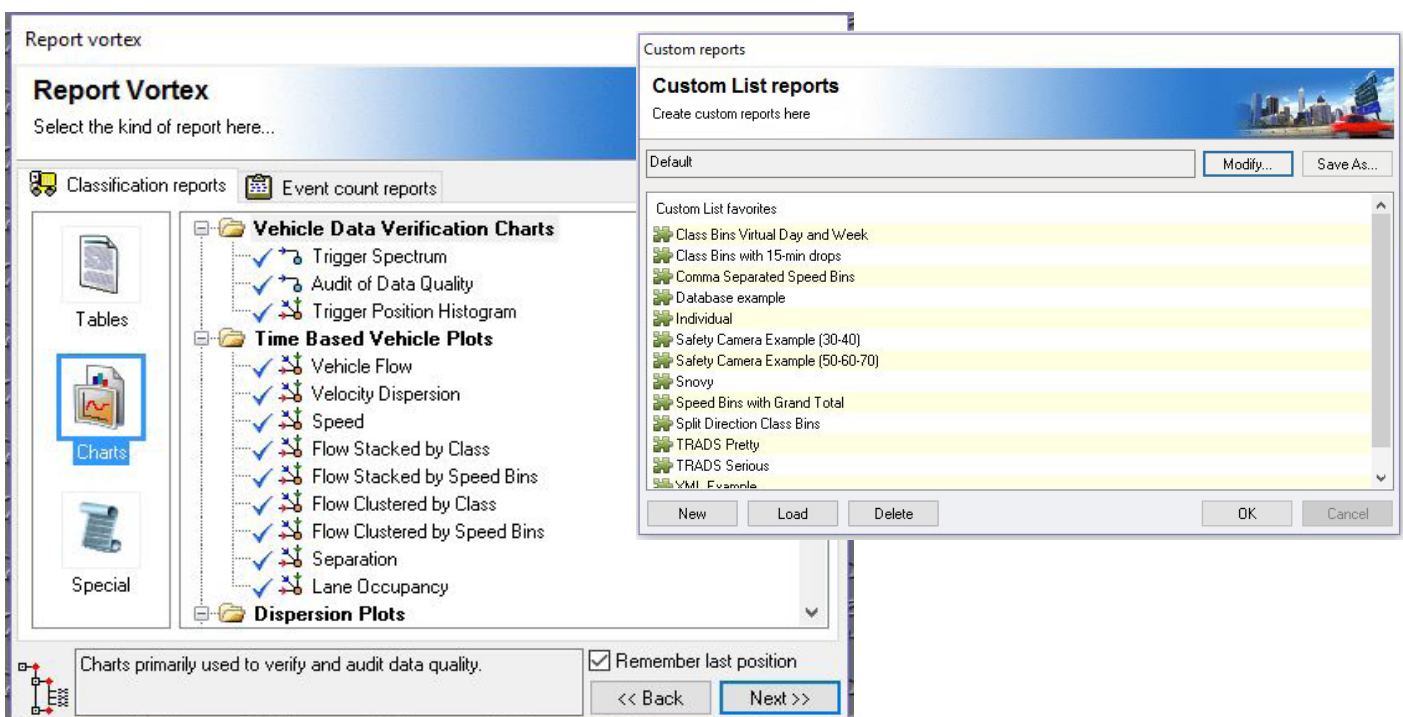 Report vortex
Report Vortex
Select the kind of report here...
Classification reports
Event count reports
Tables
Charts
Special
Vehicle Data Verification Charts
Trigger Spectrum
Audit of Data Quality
Trigger Position Histogram
Time Based Vehicle Plots
Vehicle Flow
Velocity Dispersion
Speed
Flow Stacked by Class
Flow Stacked by Speed Bins
Flow Clustered by Class
Flow Clustered by Speed Bins
Separation
Lane Occupancy
Dispersion Plots
Charts primarily used to verify and audit data quality.
Remember last position
<< Back
Next >>
Custom reports
Custom List reports
Create custom reports here
Default
Modify...
Save As...
Custom List favorites
Class Bins Virtual Day and Week
Class Bins with 15-min drops
Comma Separated Speed Bins
Database example
Individual
Safety Camera Example (30-40)
Safety Camera Example (50-60-70)
Snovy
Speed Bins with Grand Total
Split Direction Class Bins
TRADS Pretty
TRADS Serious
XML Example
New
Load
Delete
OK
Cancel